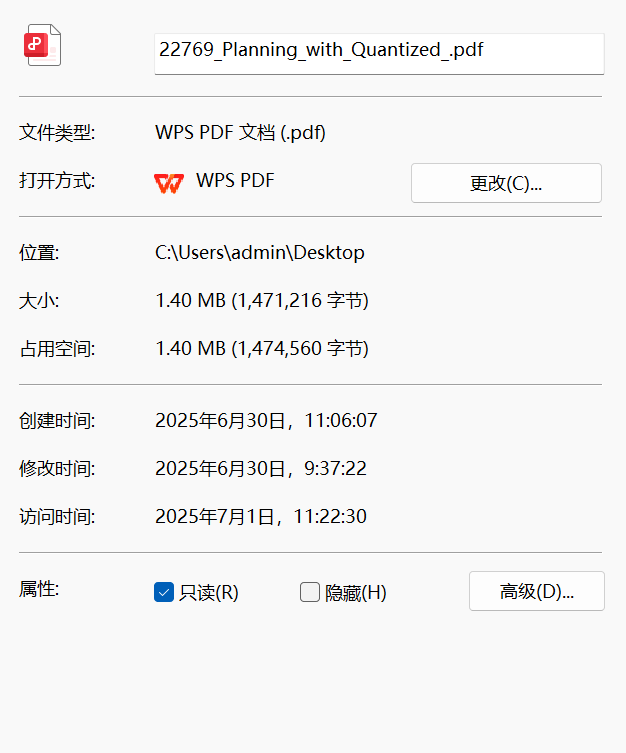 22769_Planning_with_Quantized_.pdf
文件类型: WPS PDF 文档 (.pdf)
打开方式: WPS PDF 更改(C)...
位置: C:\Users\admin\Desktop
大小: 1.40 MB (1,471,216 字节)
占用空间: 1.40 MB (1,474,560 字节)
创建时间: 2025年6月30日，11:06:07
修改时间: 2025年6月30日，9:37:22
访问时间: 2025年7月1日，11:22:30
属性: 只读(R) 隐藏(H) 高级(D)...